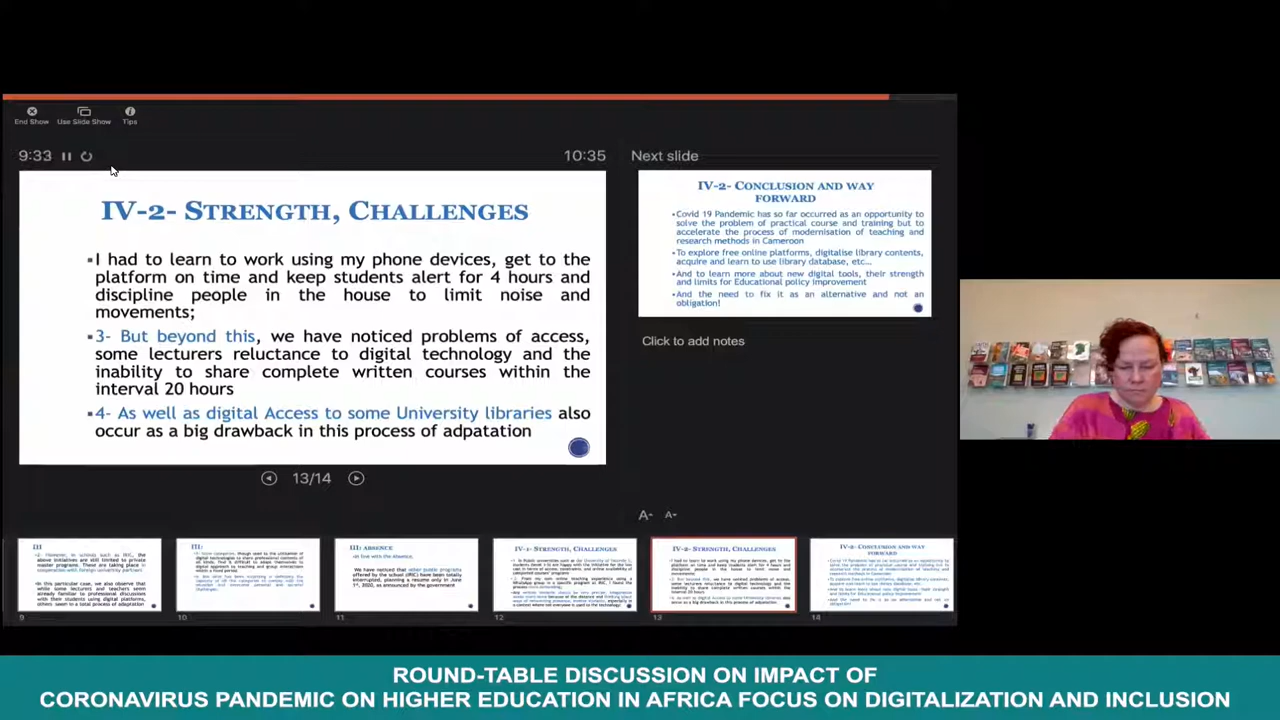 End Show
Use Slide Show
Tips
9:33
10:35
Next slide
IV-2- STRENGTH, CHALLENGES
▪I had to learn to work using my phone devices, get to the
platform on time and keep students alert for 4 hours and
discipline people in the house to limit noise and
movements;
▪3- But beyond this, we have noticed problems of access,
some lecturers reluctance to digital technology and the
inability to share complete written courses within the
interval 20 hours
▪4- As well as digital Access to some University libraries also
occur as a big drawback in this process of adpatation
13/14
IV-2- CONCLUSION AND WAY
FORWARD
▪Covid 19 Pandemic has so far occurred as an opportunity to
solve the problem of practical course and training but to
accelerate the process of modernisation of teaching and
research methods in Cameroon
▪To explore free online platforms, digitalise library contents,
acquire and learn to use library database, etc...
▪And to learn more about new digital tools, their strength
and limits for Educational policy improvement
▪And the need to fix it as an alternative and not an
obligation!
Click to add notes
A- A-
III
III:
III: ABSENCE
We have noticed that other public programs
offered by the school (IRIC) have been totally
interrupted, planning a resume only in June
1st, 2020, as announced by the government
IV-1- STRENGTH, CHALLENGES
IV-2- STRENGTH, CHALLENGES
IV-2- CONCLUSION AND WAY
FORWARD
9
10
11
12
13
14
ROUND-TABLE DISCUSSION ON IMPACT OF
CORONAVIRUS PANDEMIC ON HIGHER EDUCATION IN AFRICA FOCUS ON DIGITALIZATION AND INCLUSION